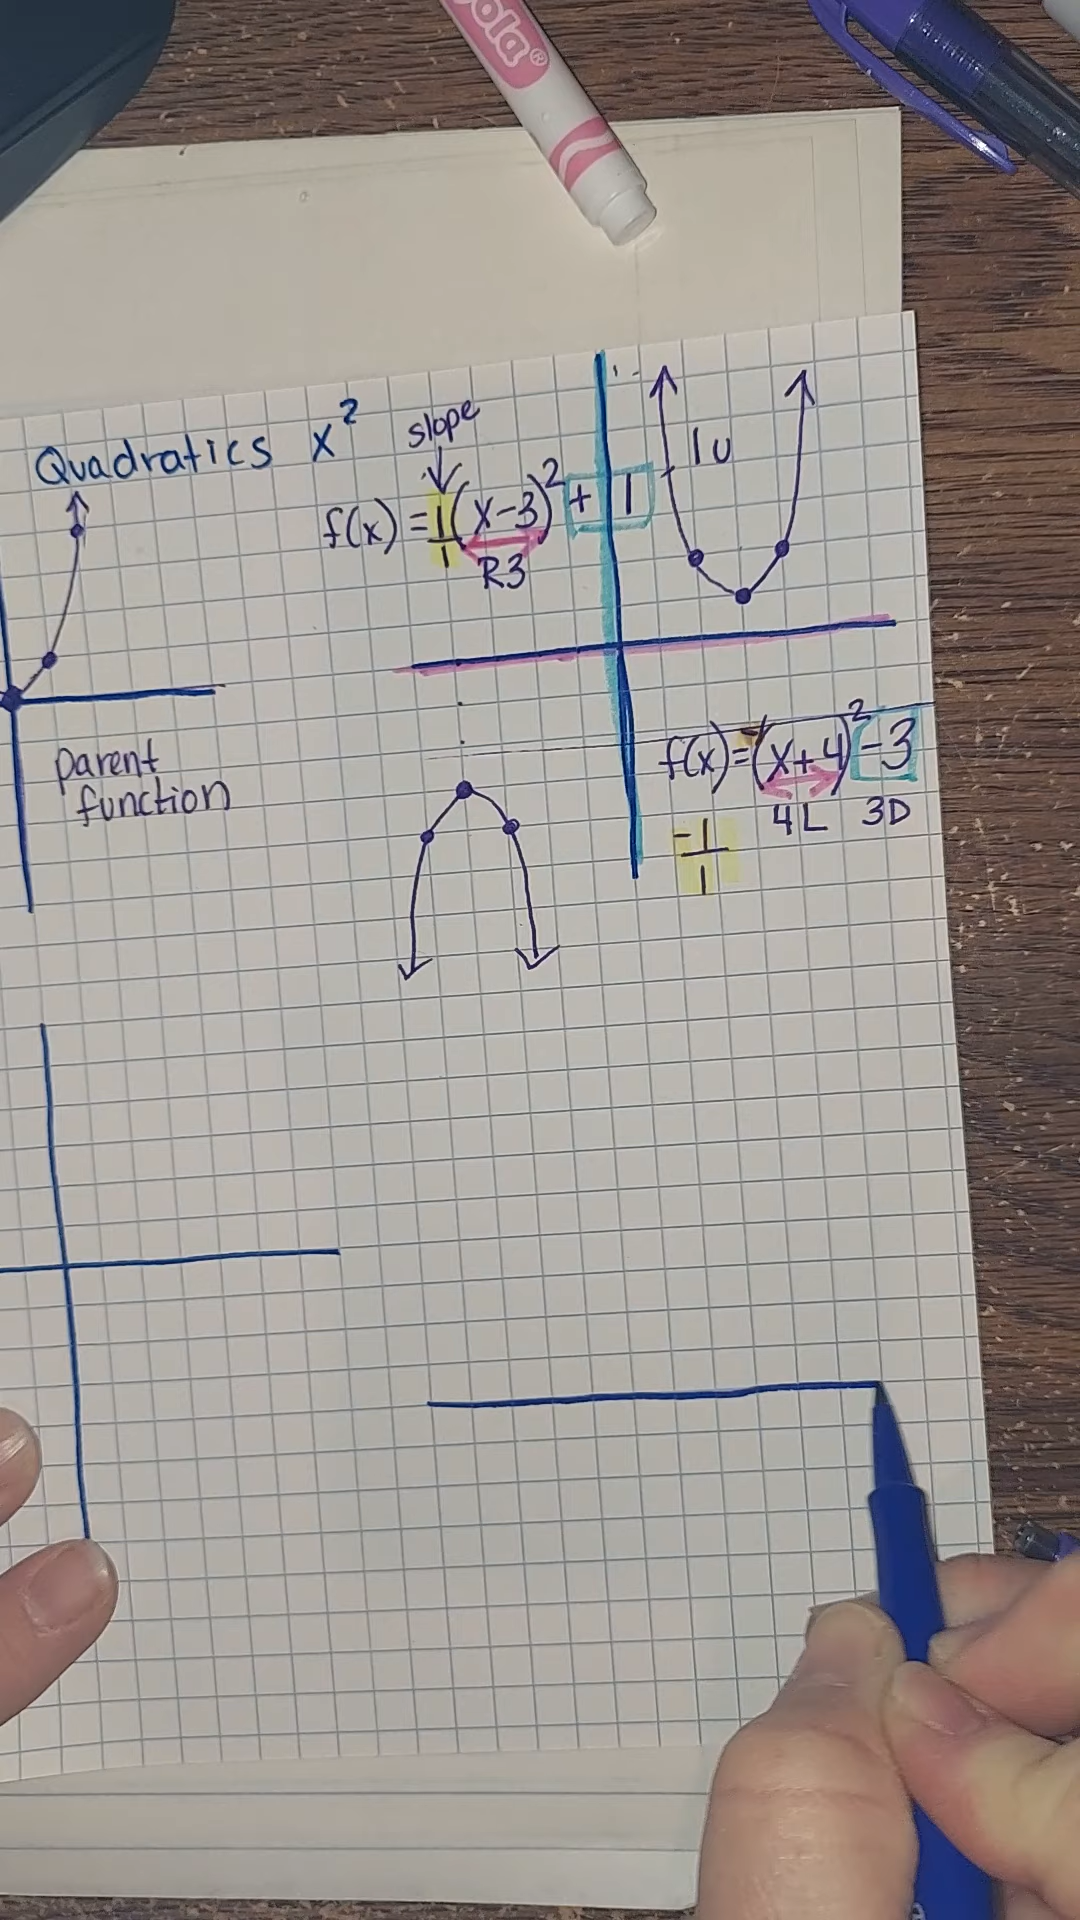 ola®
Quadratics x²
slope
f(x) = 1/1 (x-3)² + 1
R3
1U
parent
function
f(x)=-(x+4)²-3
4L 3D
-1/1